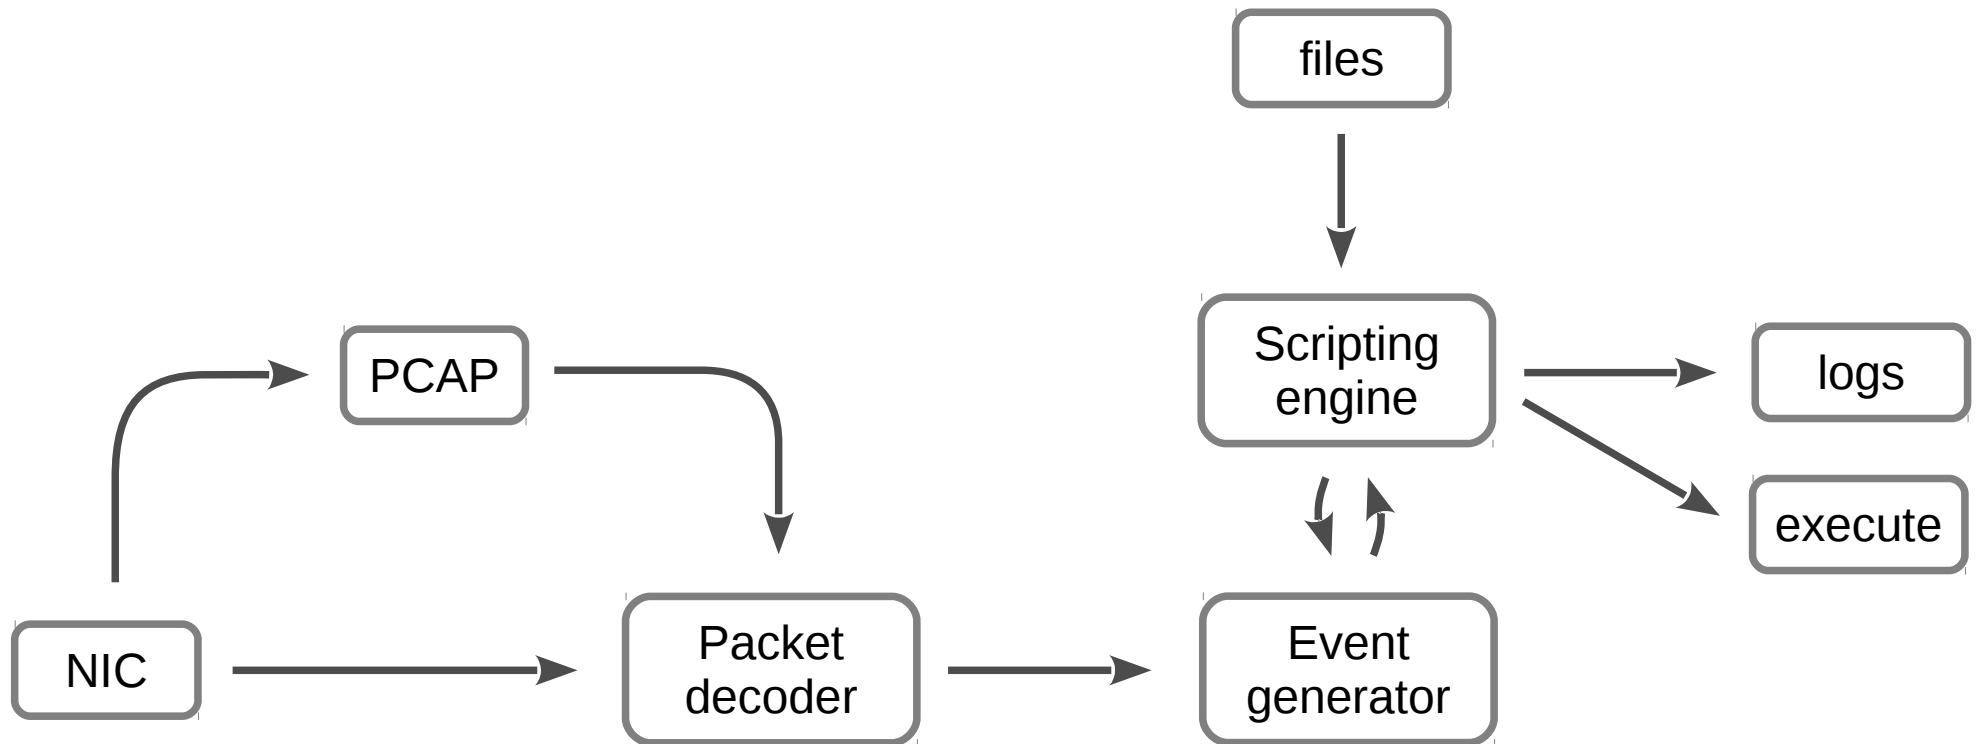 files
Scripting
engine
PCAP
logs
execute
NIC
Packet
decoder
Event
generator